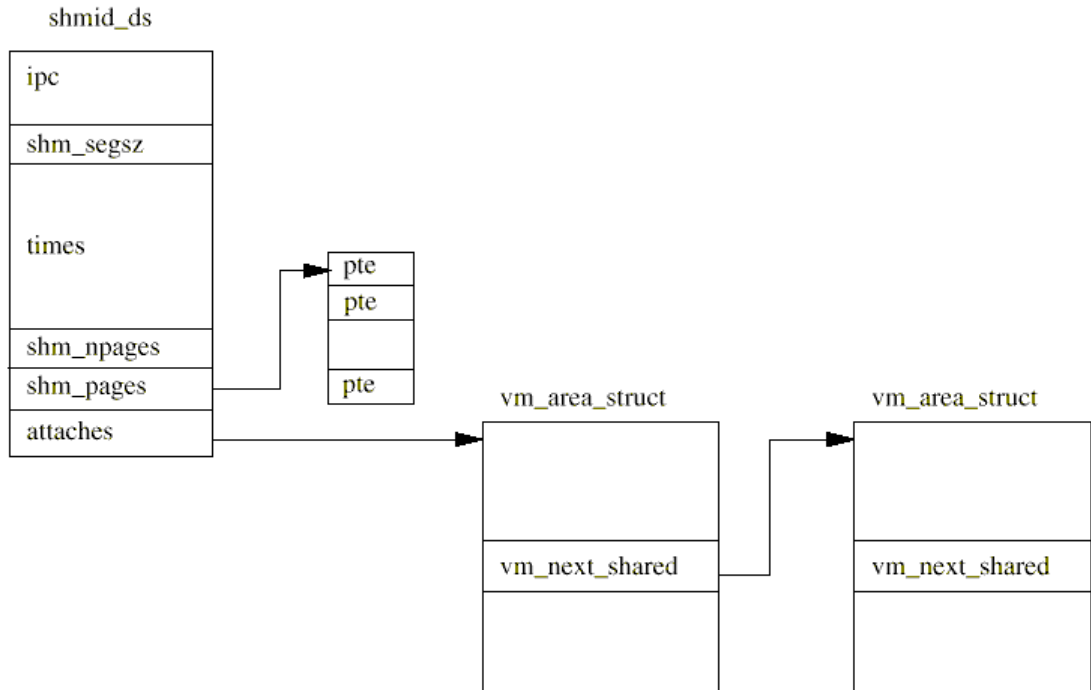 shmid_ds
ipc
shm_segsz
times
shm_npages
shm_pages
attaches
pte
pte
pte
vm_area_struct
vm_next_shared
vm_area_struct
vm_next_shared